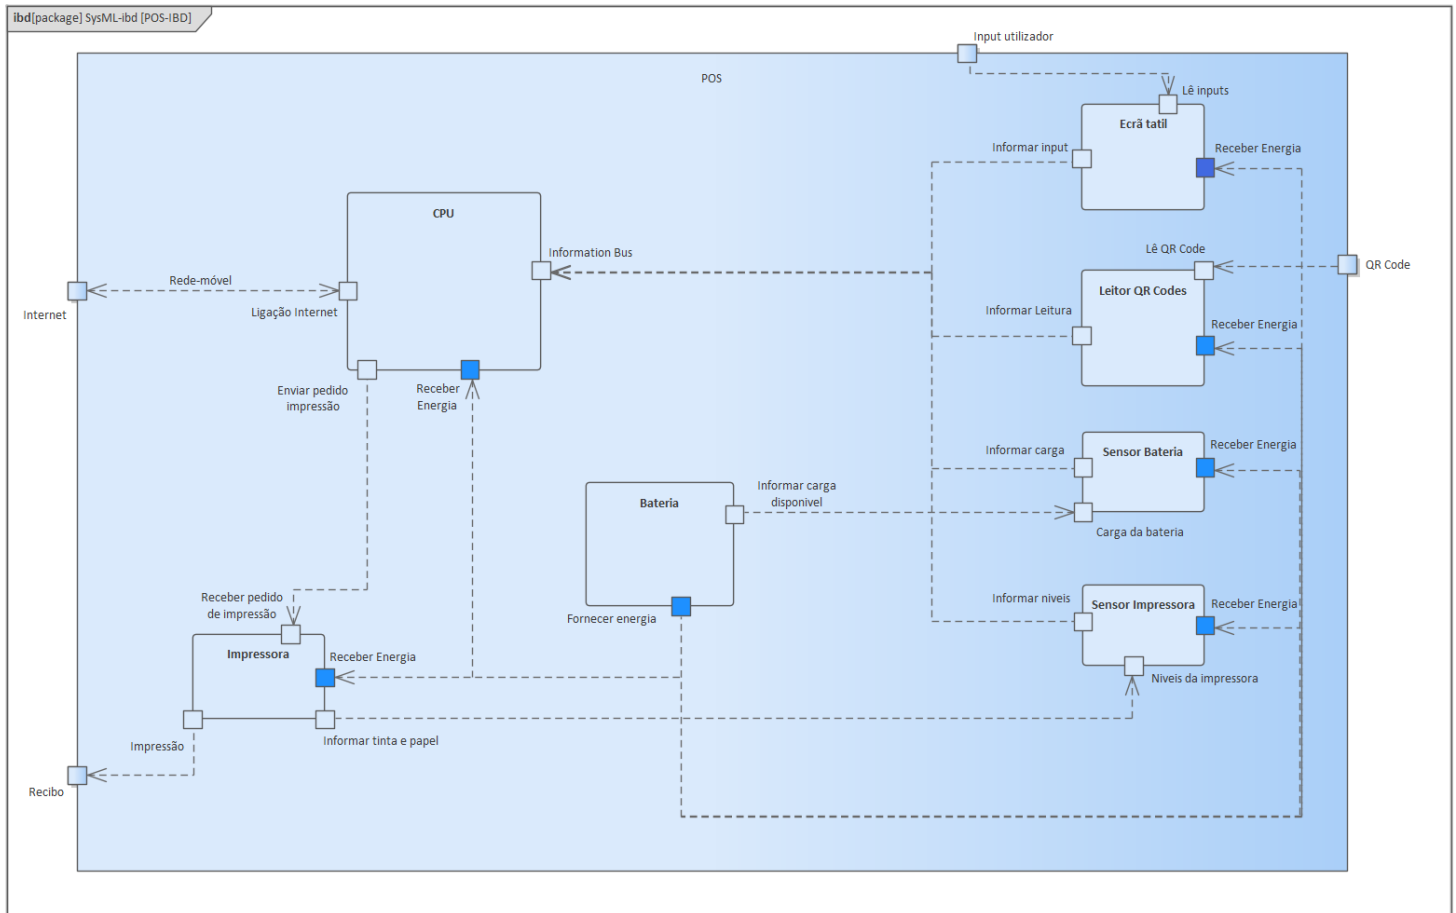 ibd[package] SysML-ibd [POS-IBD]
Input utilizador
POS
Lê inputs
Ecrã tatil
Informar input
Receber Energia
CPU
Information Bus
Lê QR Code
QR Code
Rede-móvel
Internet
Ligação Internet
Leitor QR Codes
Informar Leitura
Receber Energia
Enviar pedido
impressão
Receber
Energia
Informar carga
Sensor Bateria
Receber Energia
Informar carga
disponivel
Bateria
Carga da bateria
Receber pedido
de impressão
Fornecer energia
Informar niveis
Sensor Impressora
Receber Energia
Impressora
Receber Energia
Niveis da impressora
Impressão
Informar tinta e papel
Recibo